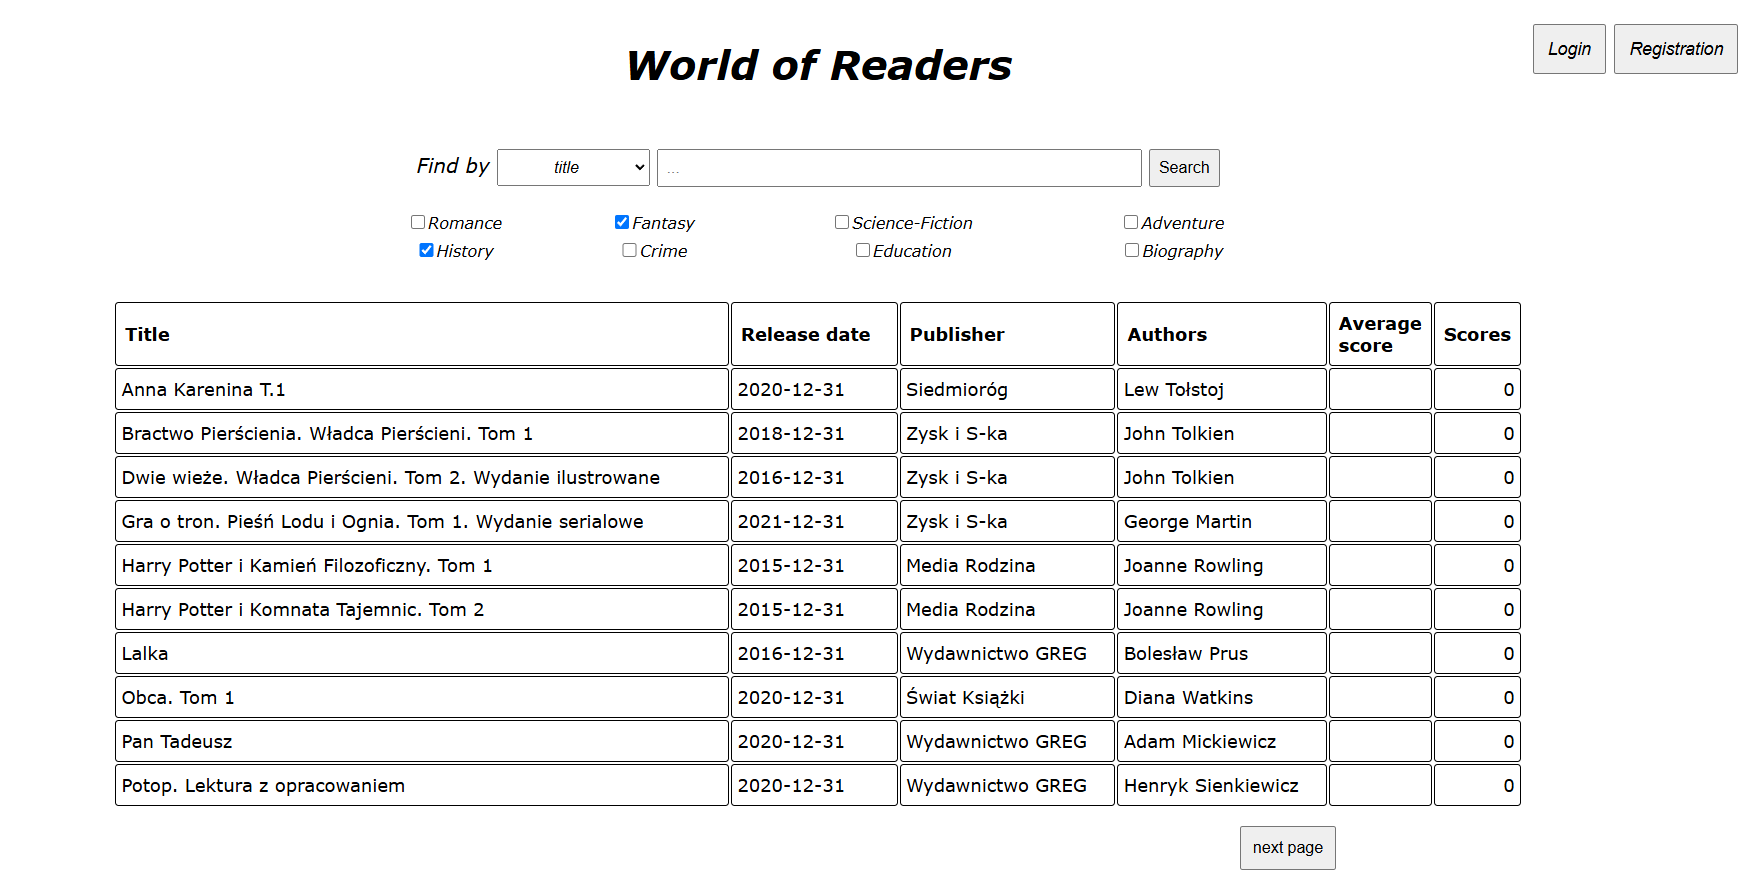 World of Readers
Login
Registration
Find by
title
...
Search
Romance Fantasy Science-Fiction Adventure
History Crime Education Biography
Title Release date Publisher Authors Average score Scores
Anna Karenina T.1 2020-12-31 Siedmioróg Lew Tołstoj 0
Bractwo Pierścienia. Władca Pierścieni. Tom 1 2018-12-31 Zysk i S-ka John Tolkien 0
Dwie wieże. Władca Pierścieni. Tom 2. Wydanie ilustrowane 2016-12-31 Zysk i S-ka John Tolkien 0
Gra o tron. Pieśń Lodu i Ognia. Tom 1. Wydanie serialowe 2021-12-31 Zysk i S-ka George Martin 0
Harry Potter i Kamień Filozoficzny. Tom 1 2015-12-31 Media Rodzina Joanne Rowling 0
Harry Potter i Komnata Tajemnic. Tom 2 2015-12-31 Media Rodzina Joanne Rowling 0
Lalka 2016-12-31 Wydawnictwo GREG Bolesław Prus 0
Obca. Tom 1 2020-12-31 Świat Książki Diana Watkins 0
Pan Tadeusz 2020-12-31 Wydawnictwo GREG Adam Mickiewicz 0
Potop. Lektura z opracowaniem 2020-12-31 Wydawnictwo GREG Henryk Sienkiewicz 0
next page